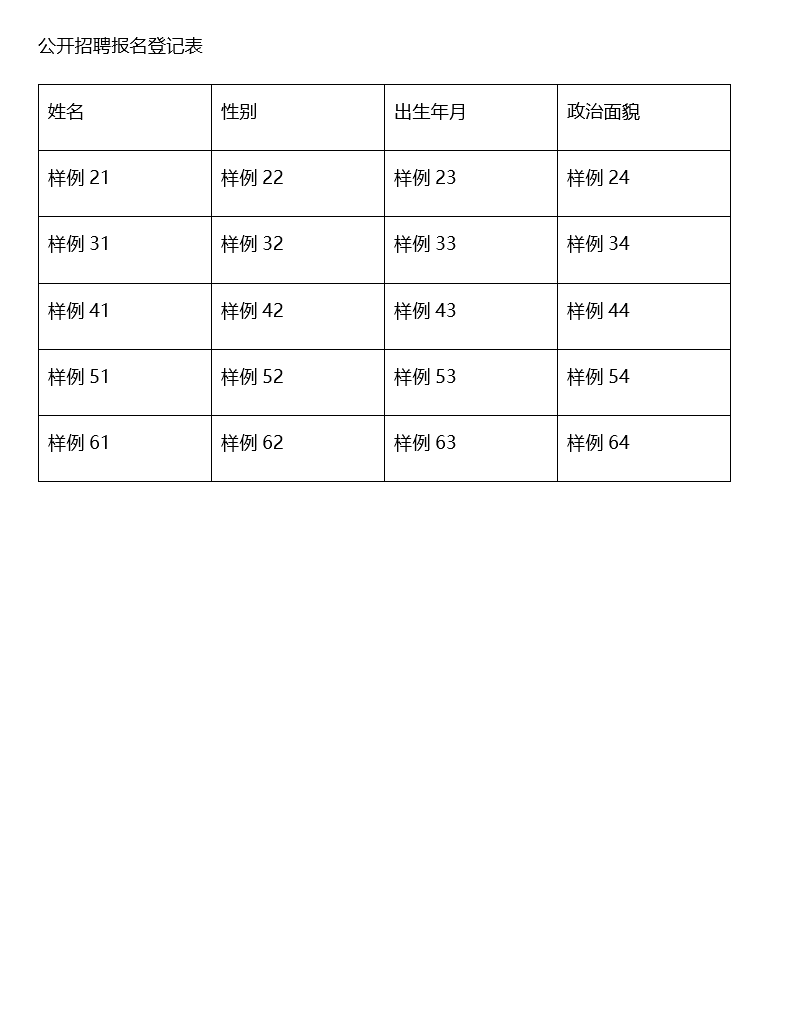 公开招聘报名登记表
姓名 性别 出生年月 政治面貌
样例 21 样例 22 样例 23 样例 24
样例 31 样例 32 样例 33 样例 34
样例 41 样例 42 样例 43 样例 44
样例 51 样例 52 样例 53 样例 54
样例 61 样例 62 样例 63 样例 64